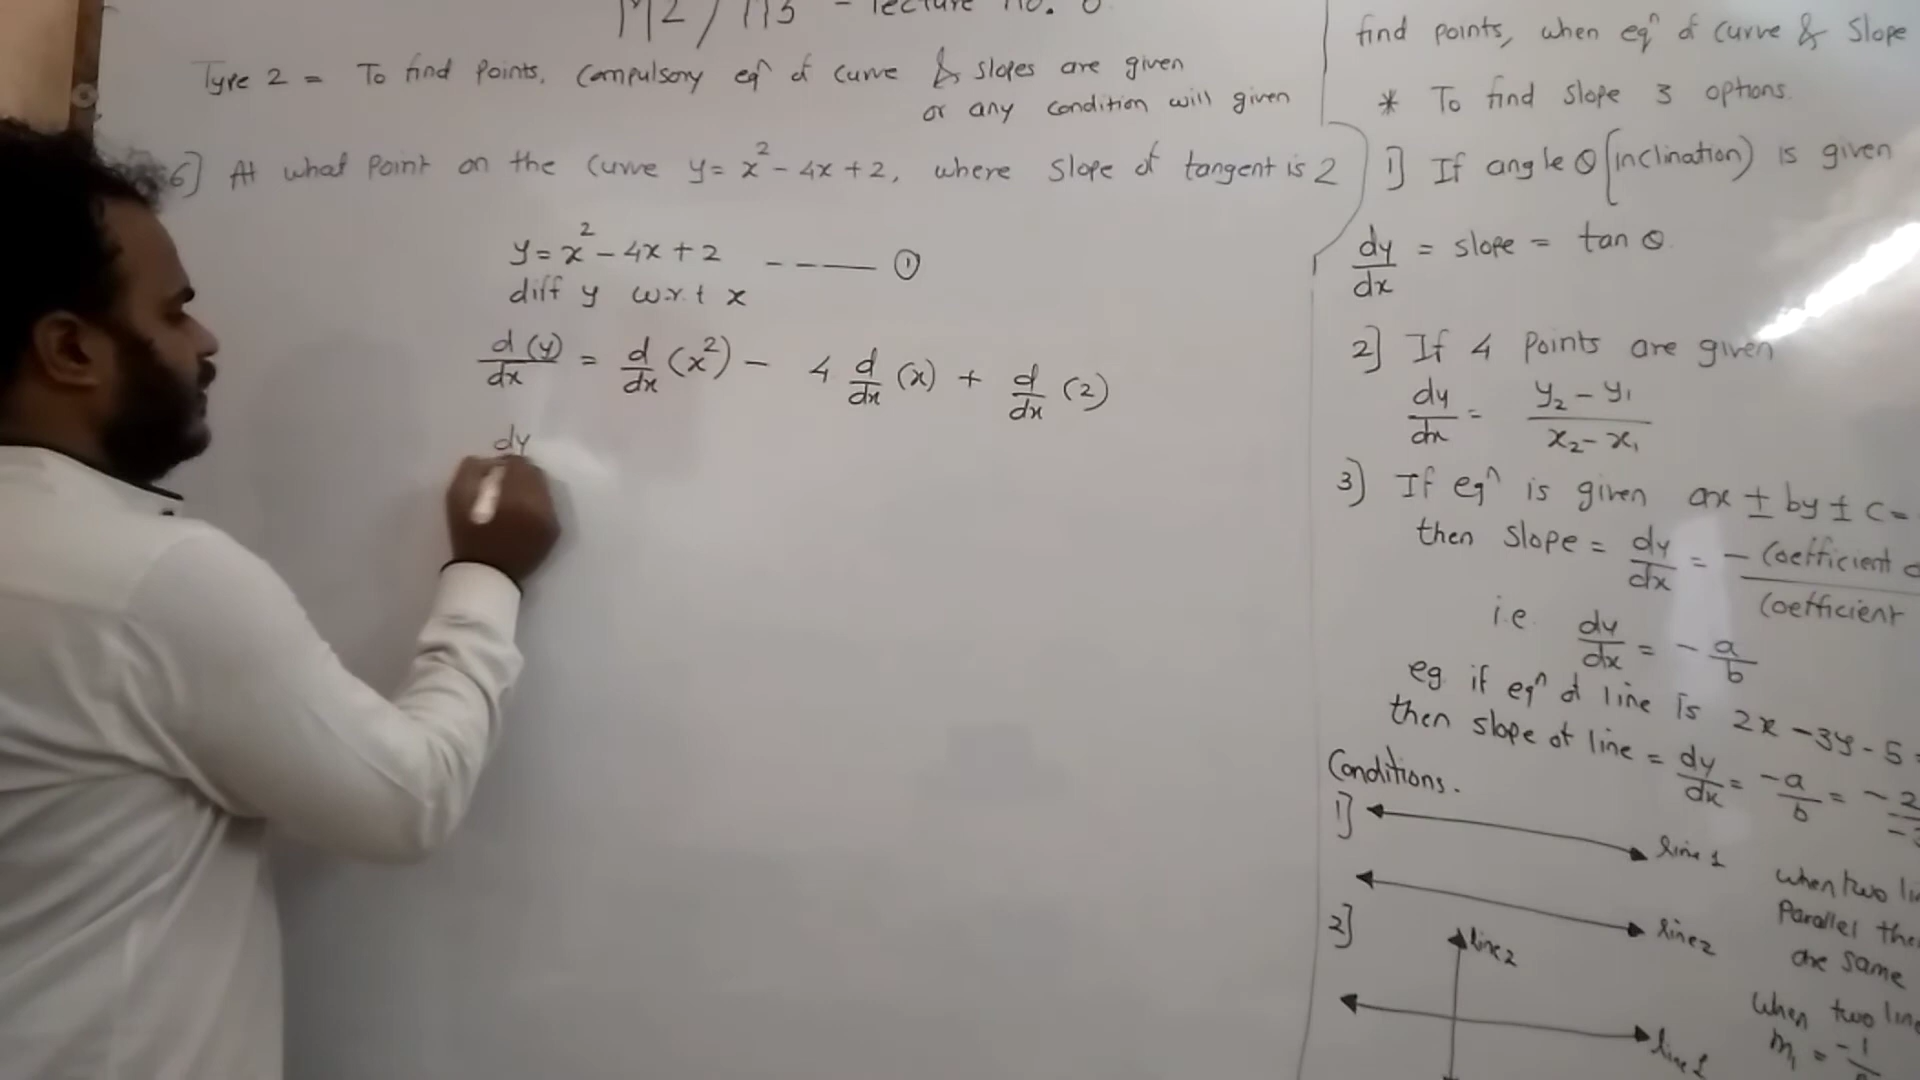 M2 / M3 - lecture no. 6
Type 2 = To find points, compulsory eqⁿ of curve & slopes are given
or any condition will given
6] At what point on the curve y = x² - 4x + 2, where slope of tangent is 2
y = x² - 4x + 2 ----- ①
diff y w.r.t x
d(y)/dx = d/dx (x²) - 4 d/dx (x) + d/dx (2)
dy
find points, when eqⁿ of curve & slope
* To find slope 3 options.
1] If angle θ (inclination) is given
dy/dx = slope = tan θ
2] If 4 points are given
dy/dx = y₂ - y₁ / x₂ - x₁
3) If eqⁿ is given ax ± by ± c =
then slope = dy/dx = - coefficient / coefficient
i.e dy/dx = - a/b
eg if eqⁿ of line is 2x - 3y - 5 =
then slope of line = dy/dx = -a/b = -2/-3
Conditions.
1] line 1
line 2
when two
Parallel
are same
2] line 2
line 1
when two
m₁ = -1